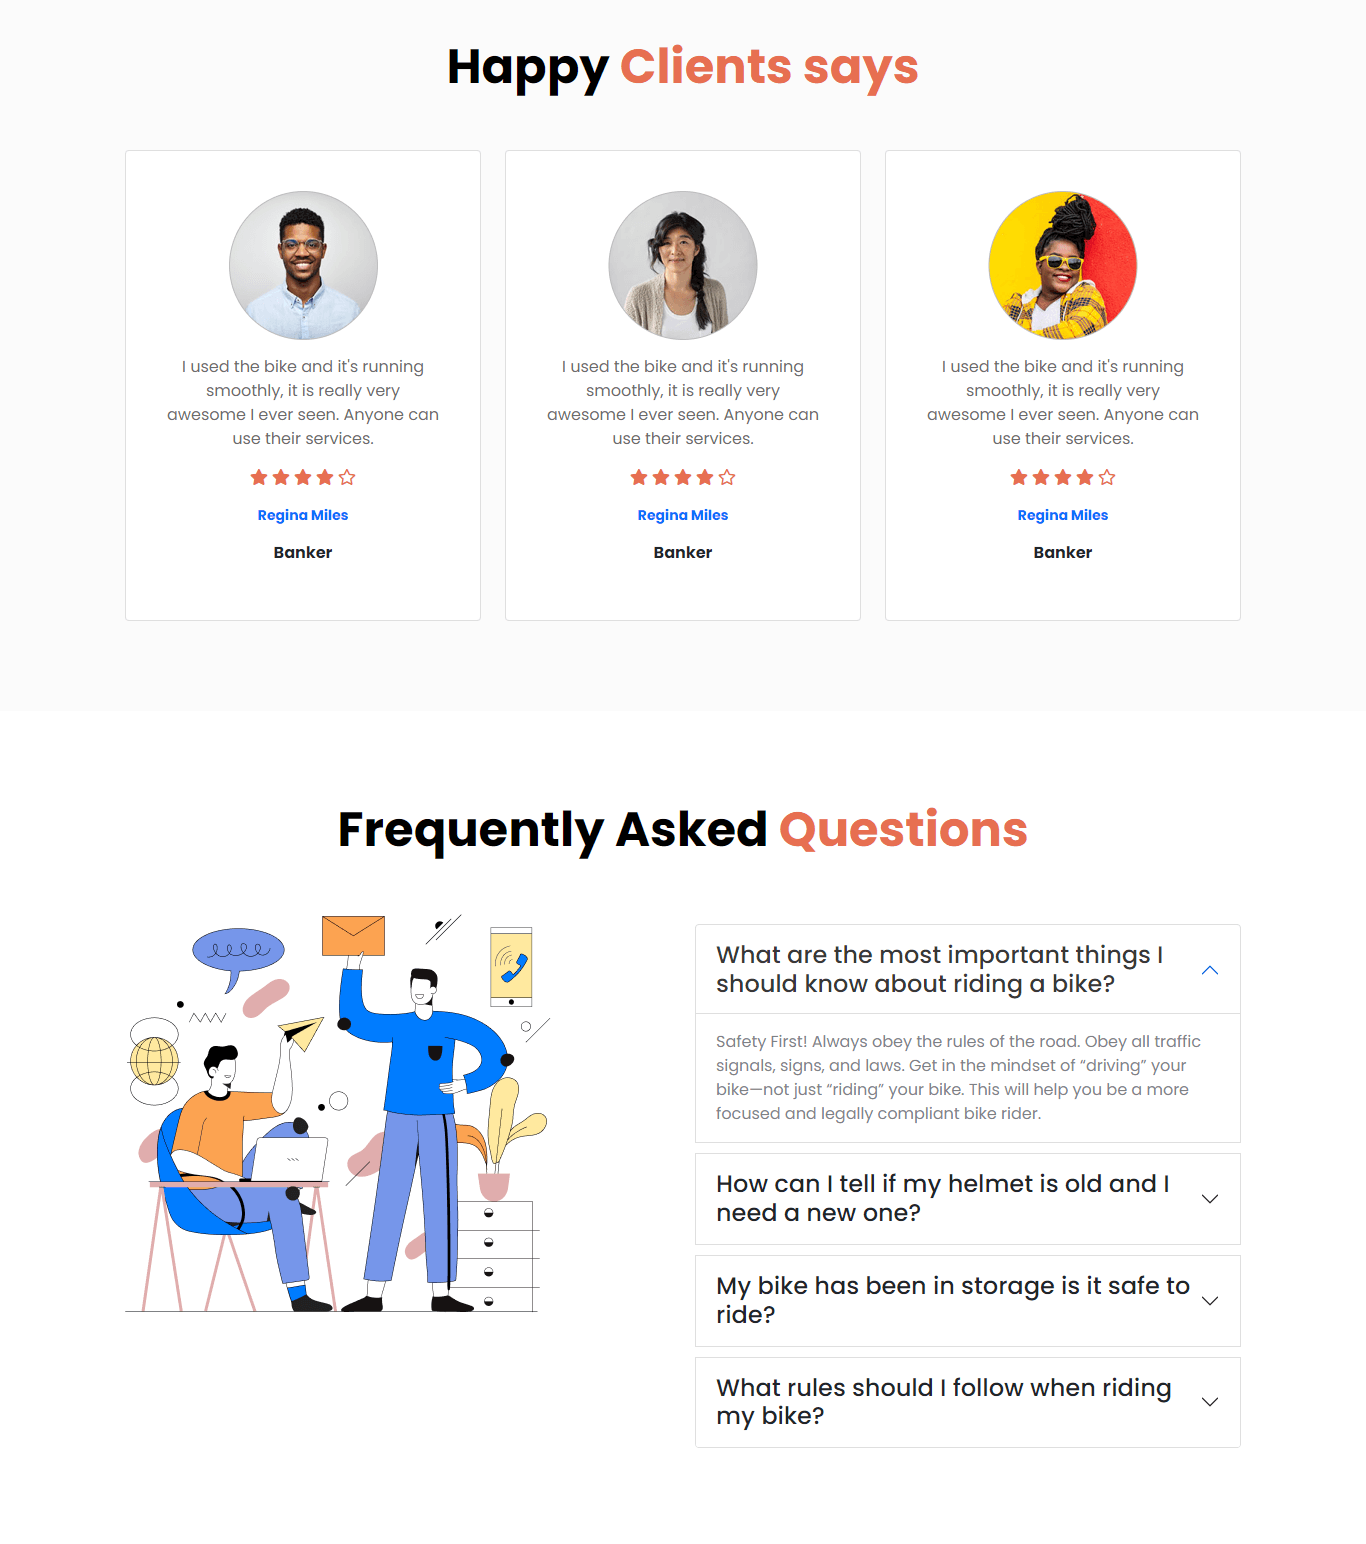 Happy Clients says
I used the bike and it's running
smoothly, it is really very
awesome I ever seen. Anyone can
use their services.
Regina Miles
Banker
I used the bike and it's running
smoothly, it is really very
awesome I ever seen. Anyone can
use their services.
Regina Miles
Banker
I used the bike and it's running
smoothly, it is really very
awesome I ever seen. Anyone can
use their services.
Regina Miles
Banker
Frequently Asked Questions
What are the most important things I
should know about riding a bike?
Safety First! Always obey the rules of the road. Obey all traffic
signals, signs, and laws. Get in the mindset of “driving” your
bike—not just “riding” your bike. This will help you be a more
focused and legally compliant bike rider.
How can I tell if my helmet is old and I
need a new one?
My bike has been in storage is it safe to
ride?
What rules should I follow when riding
my bike?